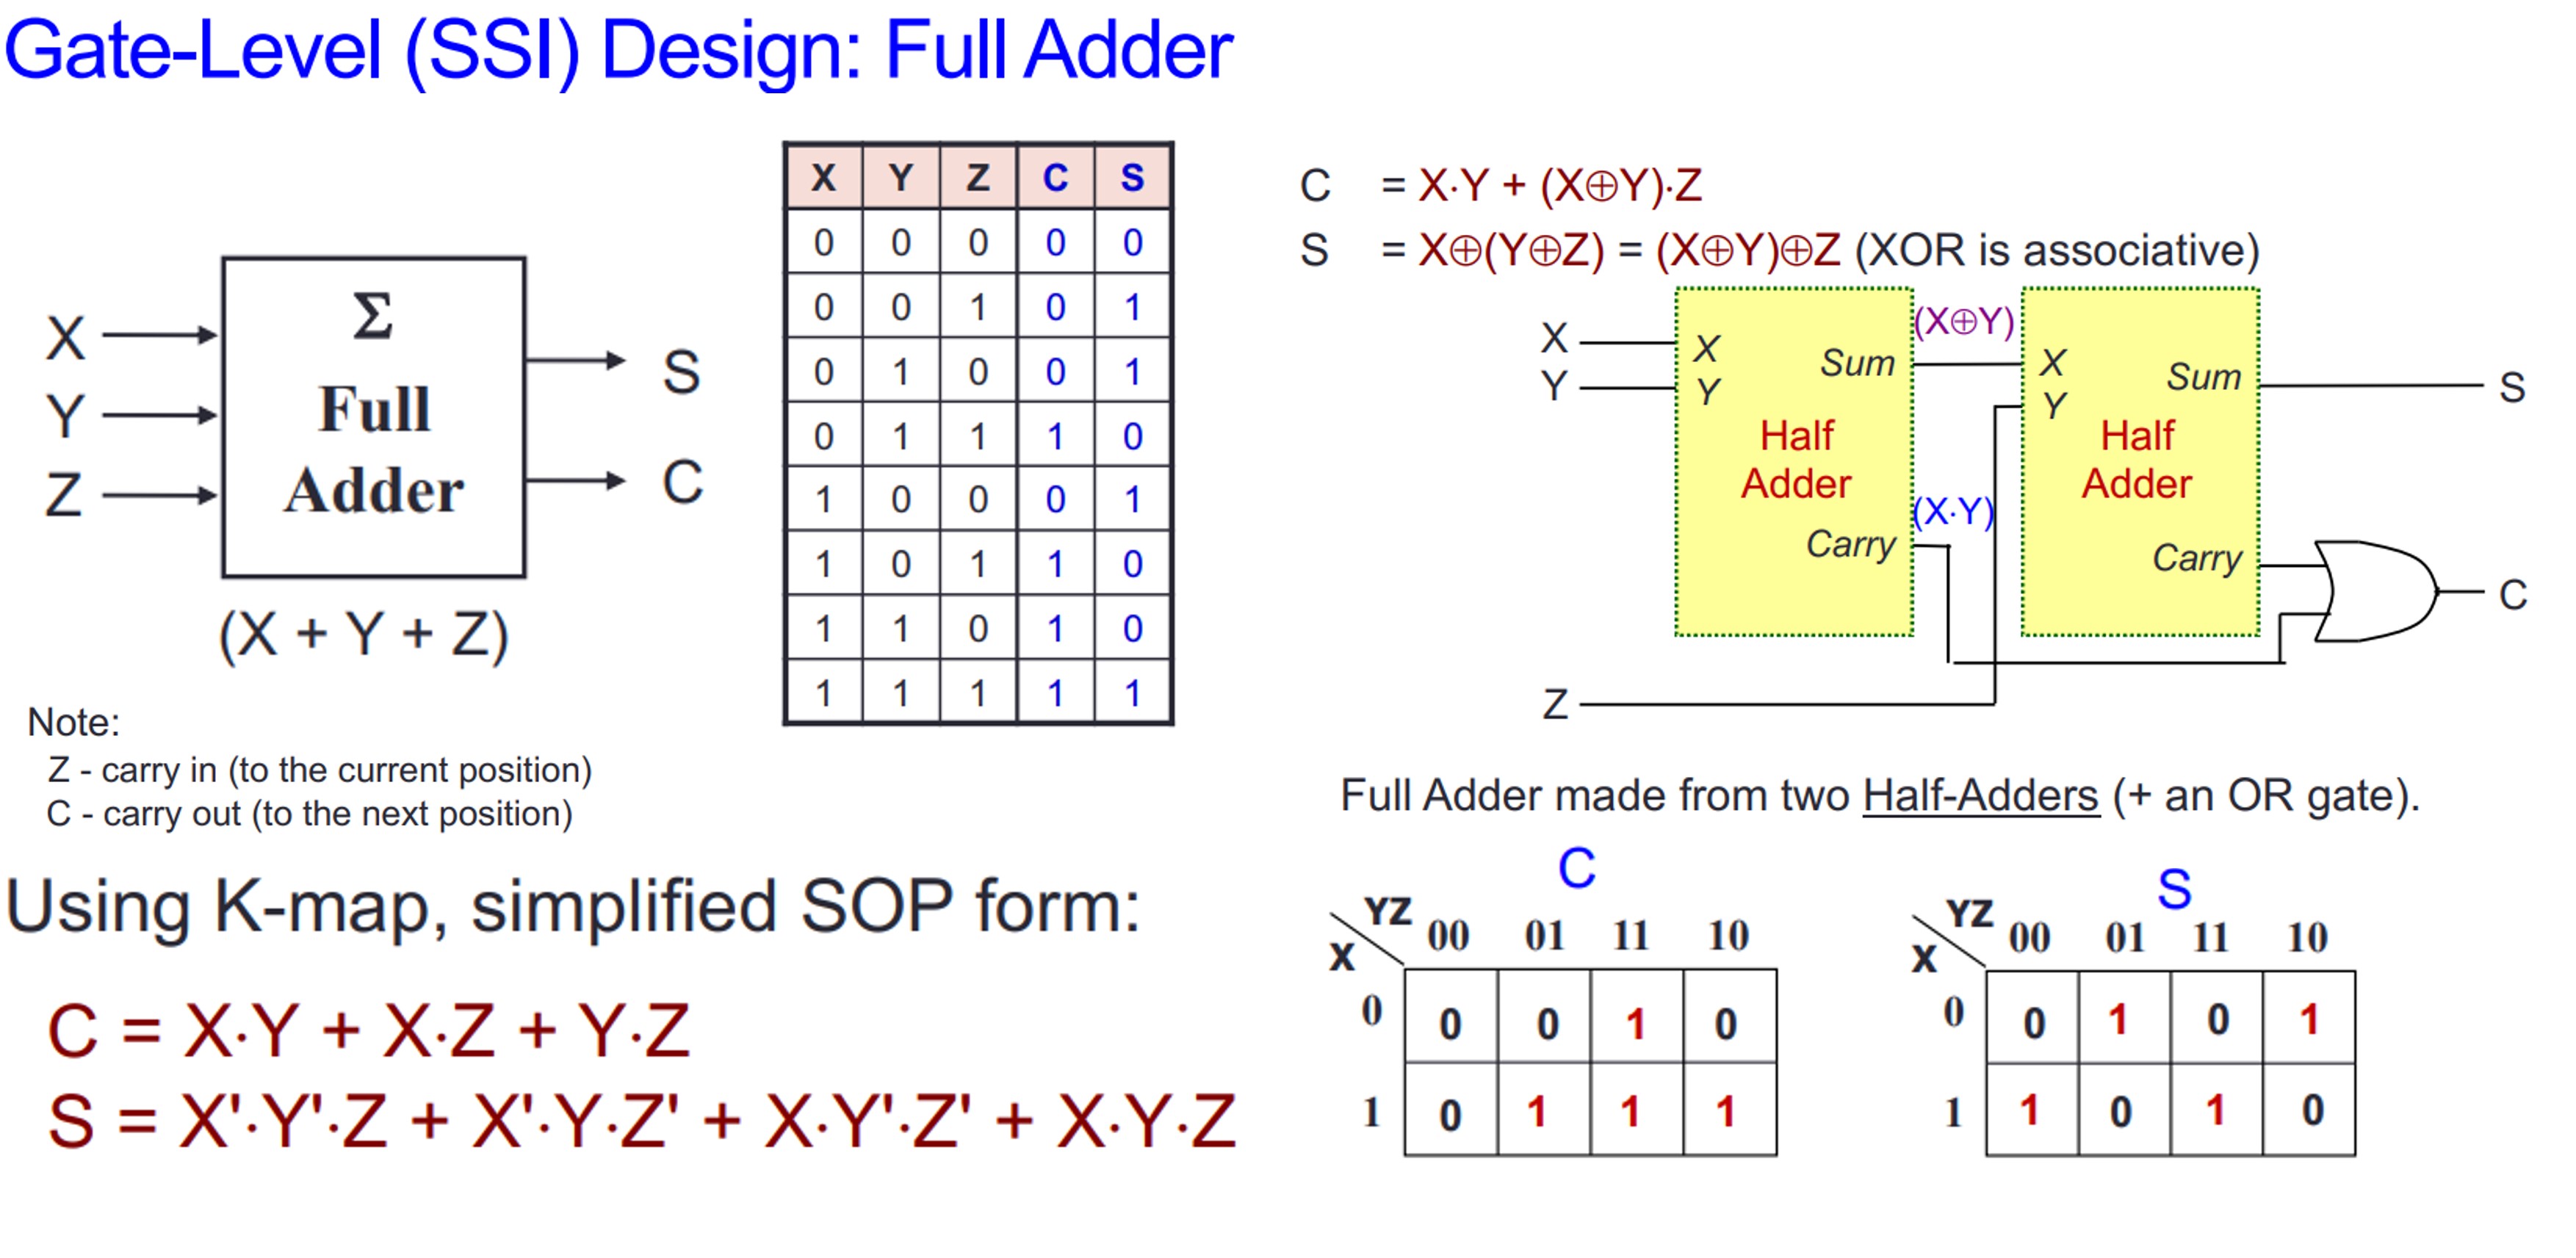 Gate-Level (SSI) Design: Full Adder
X
Y
Z
Σ
Full
Adder
S
C
(X + Y + Z)
Note:
Z - carry in (to the current position)
C - carry out (to the next position)
X Y Z C S
0 0 0 0 0
0 0 1 0 1
0 1 0 0 1
0 1 1 1 0
1 0 0 0 1
1 0 1 1 0
1 1 0 1 0
1 1 1 1 1
C = X·Y + (X⊕Y)·Z
S = X⊕(Y⊕Z) = (X⊕Y)⊕Z (XOR is associative)
X
Y
X
Y
Sum
Half
Adder
Carry
(X⊕Y)
(X·Y)
X
Y
Sum
Half
Adder
Carry
S
C
Z
Full Adder made from two Half-Adders (+ an OR gate).
Using K-map, simplified SOP form:
C = X·Y + X·Z + Y·Z
S = X'·Y'·Z + X'·Y·Z' + X·Y'·Z' + X·Y·Z
C
YZ
X
00 01 11 10
0 0 0 1 0
1 0 1 1 1
S
YZ
X
00 01 11 10
0 0 1 0 1
1 1 0 1 0